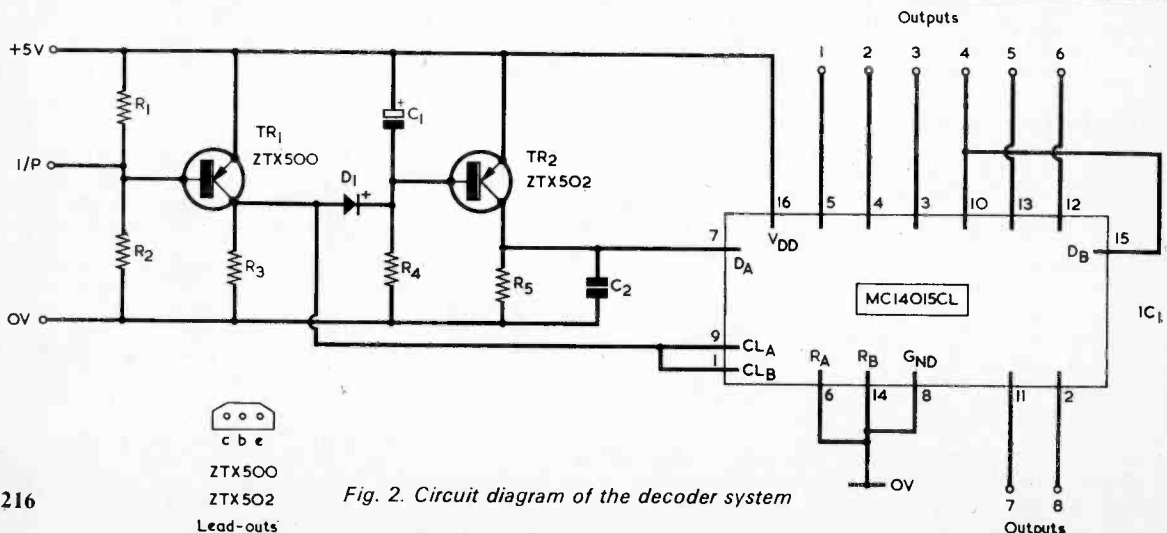 Outputs
1 2 3 4 5 6
+5V
R1
C1
TR1
ZTX500
TR2
ZTX502
I/P
D1
+
+
R2
R3
R4
R5
C2
0V
16 5 4 3 10 13 12
VDD
7
DA
DB
15
MC14015CL
IC1
9
CLA
1
CLB
RA RB GND
6 14 8 11 2
0V
7 8
Outputs
c b e
ZTX500
ZTX502
Lead-outs
216
Fig. 2. Circuit diagram of the decoder system